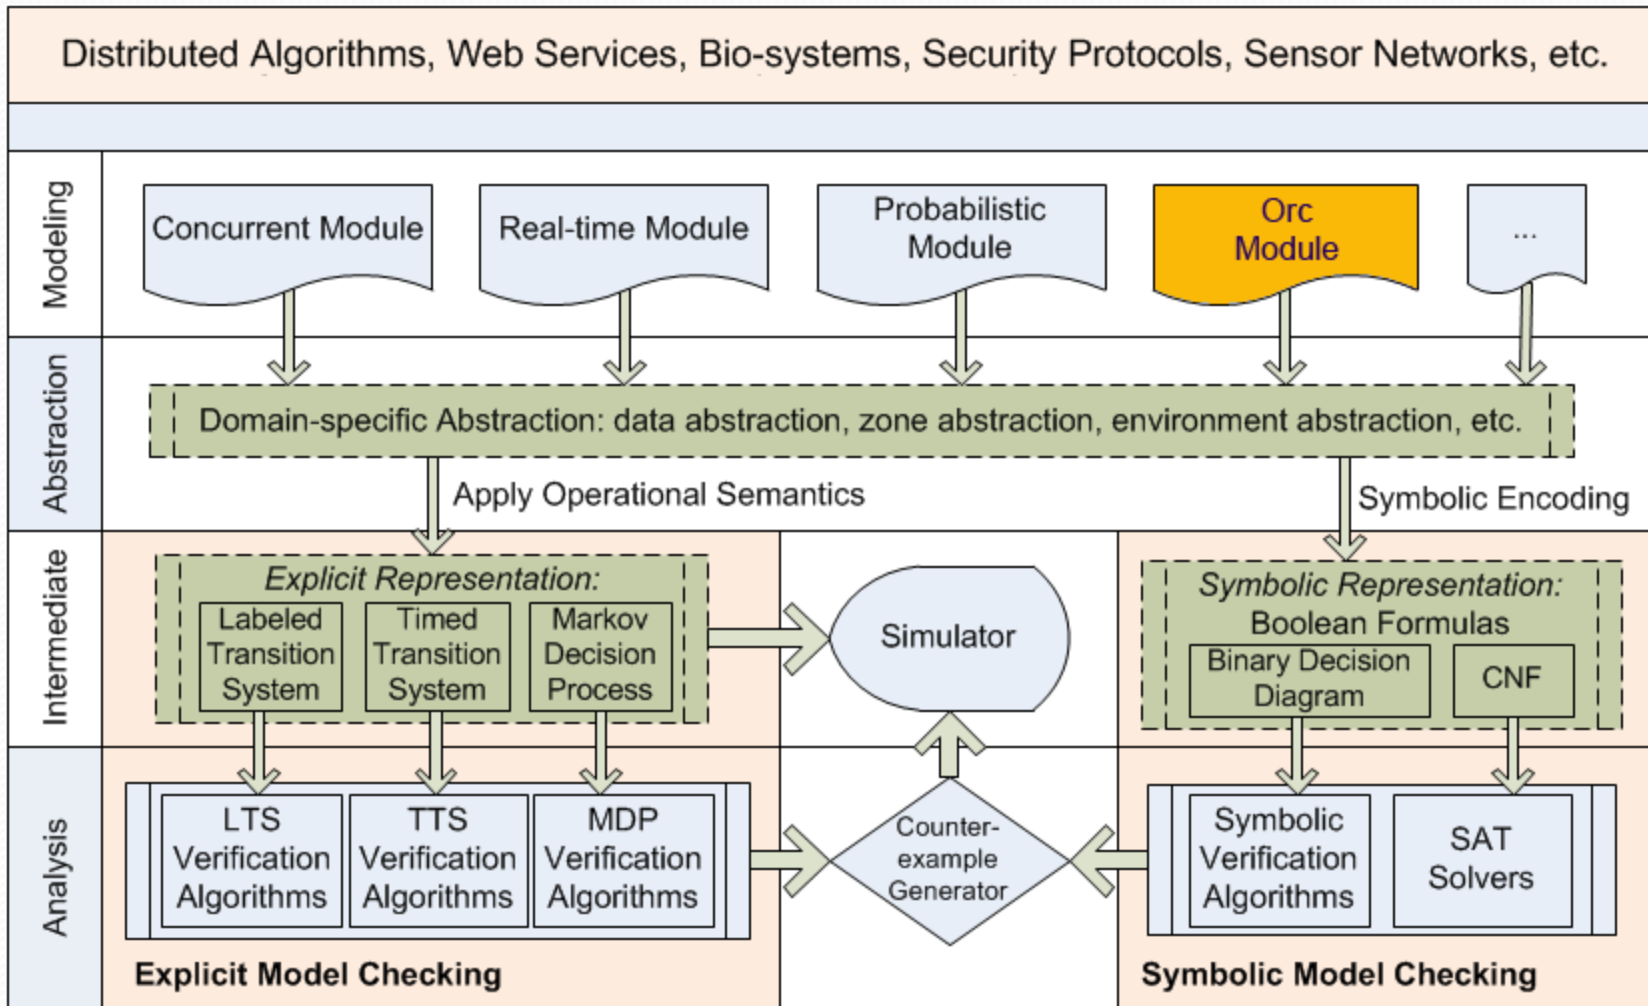 Distributed Algorithms, Web Services, Bio-systems, Security Protocols, Sensor Networks, etc.
Modeling
Concurrent Module
Real-time Module
Probabilistic
Module
Orc
Module
...
Abstraction
Domain-specific Abstraction: data abstraction, zone abstraction, environment abstraction, etc.
Apply Operational Semantics
Symbolic Encoding
Intermediate
Explicit Representation:
Labeled
Transition
System
Timed
Transition
System
Markov
Decision
Process
Simulator
Symbolic Representation:
Boolean Formulas
Binary Decision
Diagram
CNF
Analysis
LTS
Verification
Algorithms
TTS
Verification
Algorithms
MDP
Verification
Algorithms
Counter-
example
Generator
Symbolic
Verification
Algorithms
SAT
Solvers
Explicit Model Checking
Symbolic Model Checking